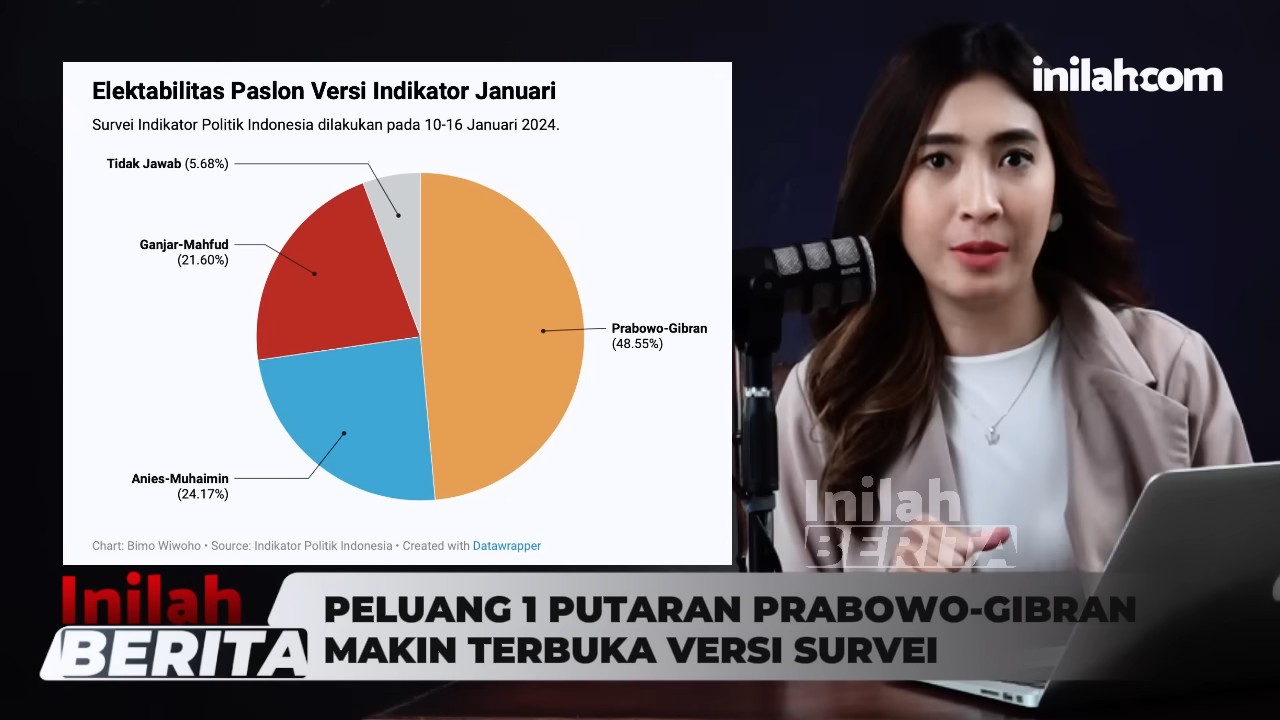 inilah.com
Elektabilitas Paslon Versi Indikator Januari
Survei Indikator Politik Indonesia dilakukan pada 10-16 Januari 2024.
Tidak Jawab (5.68%)
Ganjar-Mahfud
(21.60%)
Prabowo-Gibran
(48.55%)
Anies-Muhaimin
(24.17%)
Chart: Bimo Wiwoho • Source: Indikator Politik Indonesia • Created with Datawrapper
Inilah
BERITA
Inilah
BERITA
PELUANG 1 PUTARAN PRABOWO-GIBRAN
MAKIN TERBUKA VERSI SURVEI